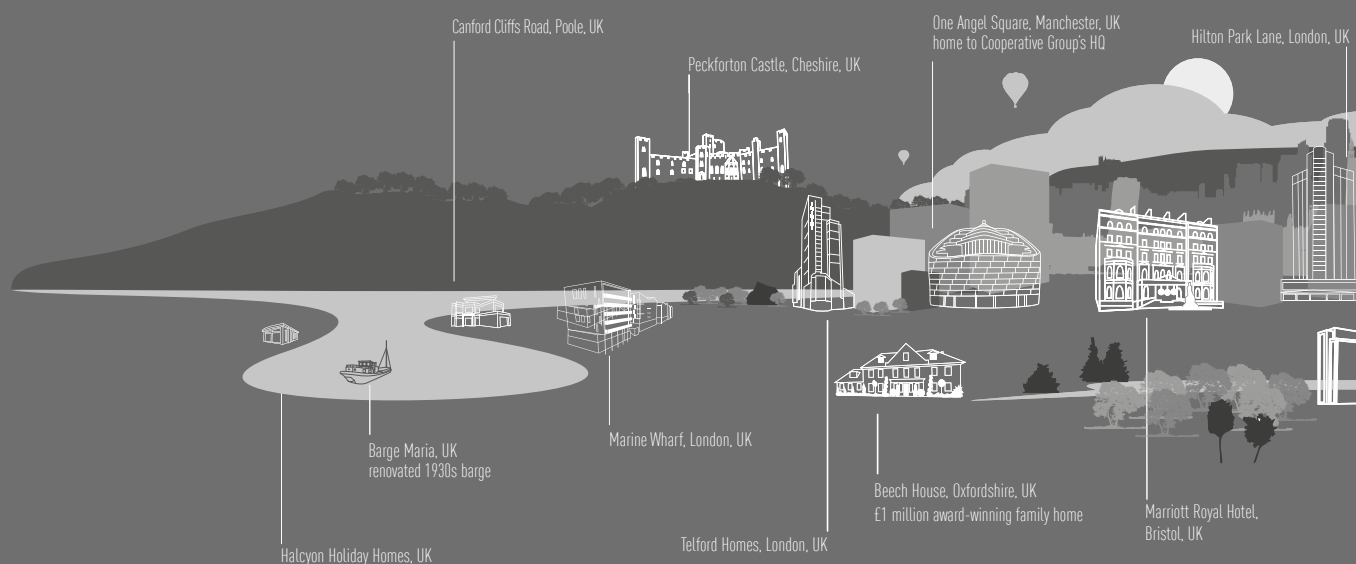 Canford Cliffs Road, Poole, UK
Peckforton Castle, Cheshire, UK
One Angel Square, Manchester, UK
home to Cooperative Group's HQ
Hilton Park Lane, London, UK
Barge Maria, UK
renovated 1930s barge
Marine Wharf, London, UK
Beech House, Oxfordshire, UK
£1 million award-winning family home
Marriott Royal Hotel,
Bristol, UK
Telford Homes, London, UK
Halcyon Holiday Homes, UK